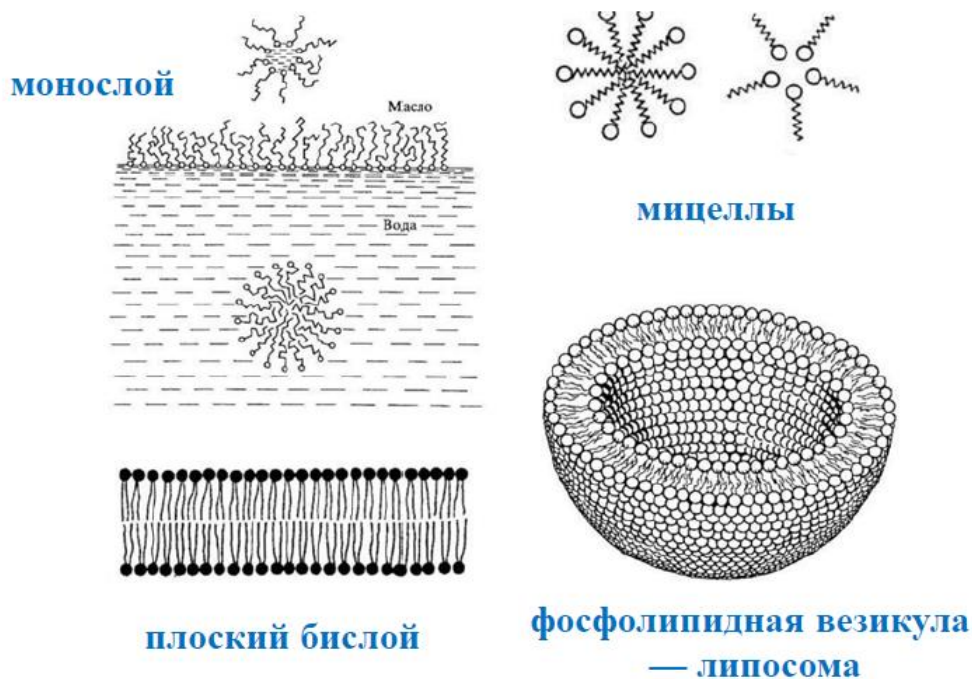 монослой
Масло
Вода
мицеллы
плоский бислой
фосфолипидная везикула
— липосома